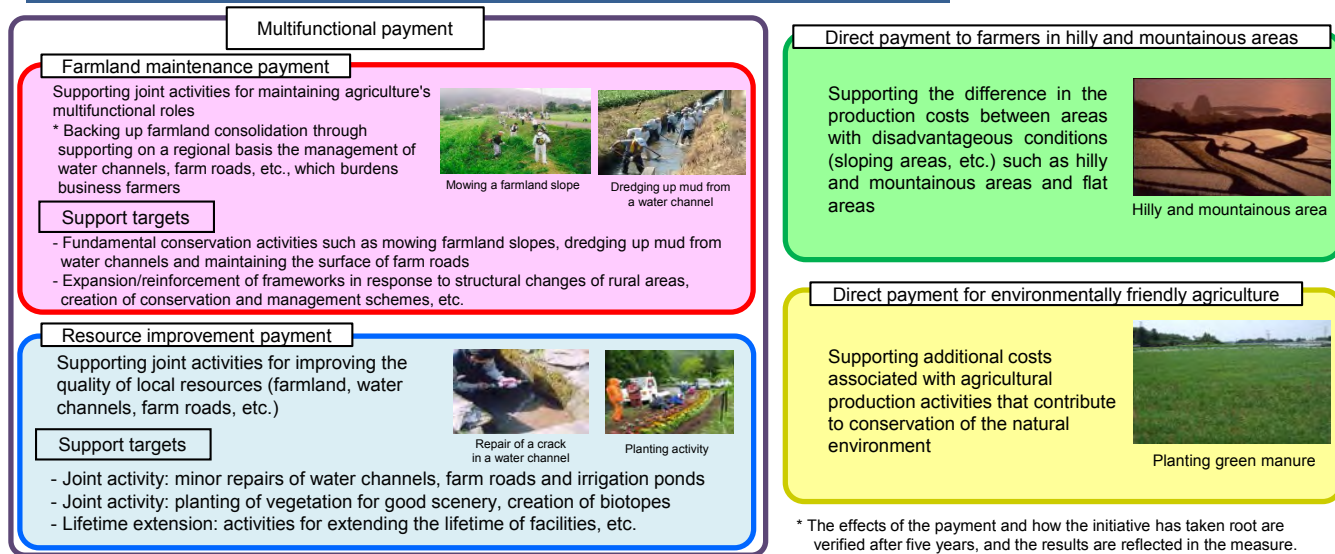 Multifunctional payment
Farmland maintenance payment
Supporting joint activities for maintaining agriculture's
multifunctional roles
* Backing up farmland consolidation through
supporting on a regional basis the management of
water channels, farm roads, etc., which burdens
business farmers
Mowing a farmland slope
Dredging up mud from
a water channel
Support targets
- Fundamental conservation activities such as mowing farmland slopes, dredging up mud from
water channels and maintaining the surface of farm roads
- Expansion/reinforcement of frameworks in response to structural changes of rural areas,
creation of conservation and management schemes, etc.
Resource improvement payment
Supporting joint activities for improving the
quality of local resources (farmland, water
channels, farm roads, etc.)
Repair of a crack
in a water channel
Planting activity
Support targets
- Joint activity: minor repairs of water channels, farm roads and irrigation ponds
- Joint activity: planting of vegetation for good scenery, creation of biotopes
- Lifetime extension: activities for extending the lifetime of facilities, etc.
Direct payment to farmers in hilly and mountainous areas
Supporting the difference in the
production costs between areas
with disadvantageous conditions
(sloping areas, etc.) such as hilly
and mountainous areas and flat
areas
Hilly and mountainous area
Direct payment for environmentally friendly agriculture
Supporting additional costs
associated with agricultural
production activities that contribute
to conservation of the natural
environment
Planting green manure
* The effects of the payment and how the initiative has taken root are
verified after five years, and the results are reflected in the measure.